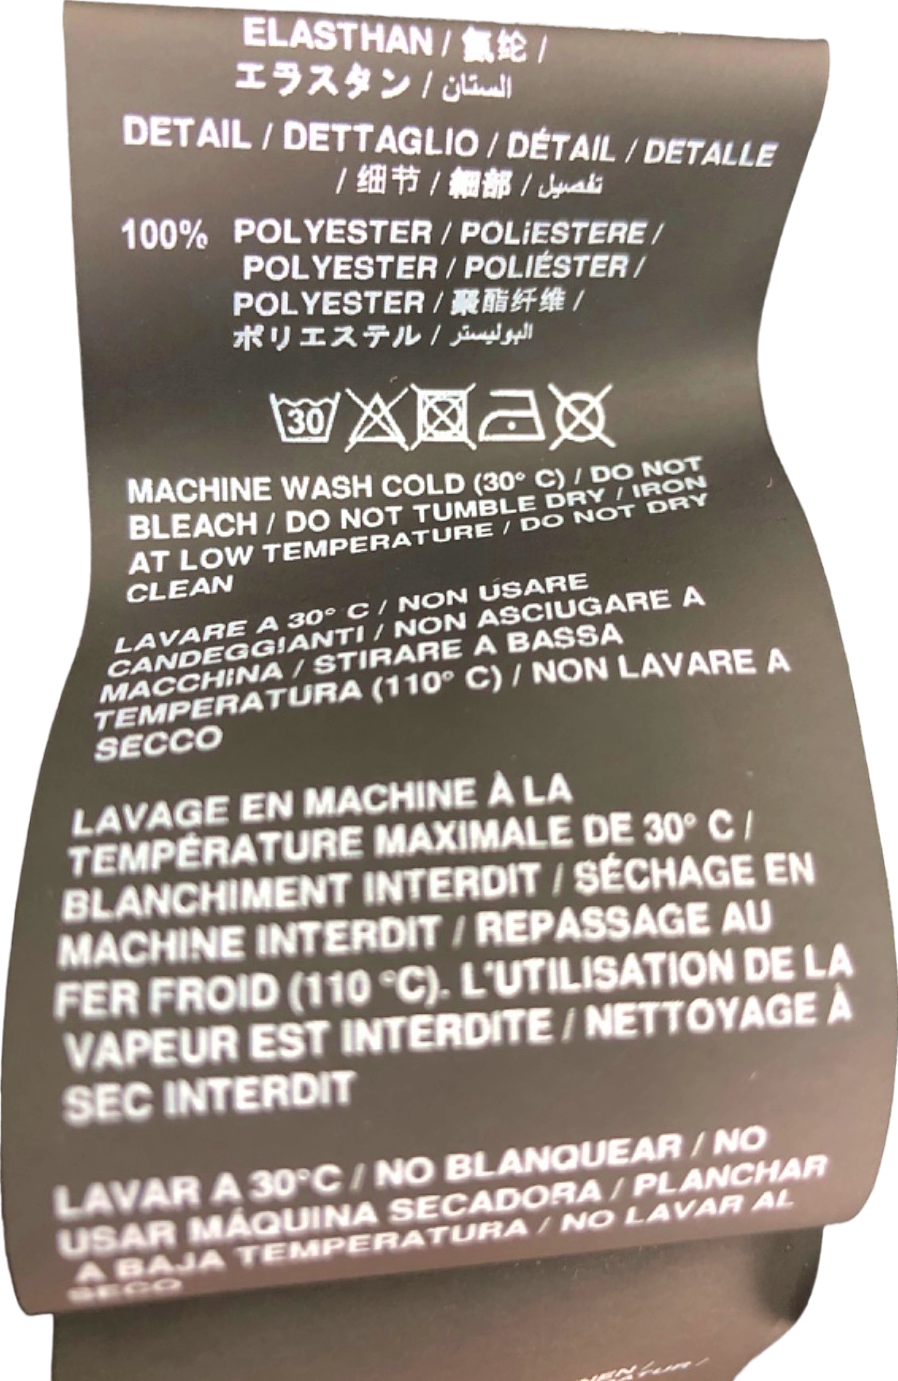 ELASTHAN / 氨纶 /
エラスタン / الستان
DETAIL / DETTAGLIO / DÉTAIL / DETALLE
/ 细节 / 細部 / تفصيل
100% POLYESTER / POLiESTERE /
POLYESTER / POLIÉSTER /
POLYESTER / 聚酯纤维 /
ポリエステル / البوليستر
30
MACHINE WASH COLD (30° C) / DO NOT
BLEACH / DO NOT TUMBLE DRY / IRON
AT LOW TEMPERATURE / DO NOT DRY
CLEAN
LAVARE A 30° C / NON USARE
CANDEGGIANTI / NON ASCIUGARE A
MACCHINA / STIRARE A BASSA
TEMPERATURA (110° C) / NON LAVARE A
SECCO
LAVAGE EN MACHINE À LA
TEMPÉRATURE MAXIMALE DE 30° C /
BLANCHIMENT INTERDIT / SÉCHAGE EN
MACHINE INTERDIT / REPASSAGE AU
FER FROID (110 °C). L'UTILISATION DE LA
VAPEUR EST INTERDITE / NETTOYAGE À
SEC INTERDIT
LAVAR A 30°C / NO BLANQUEAR / NO
USAR MÁQUINA SECADORA / PLANCHAR
A BAJA TEMPERATURA / NO LAVAR AL
SECO